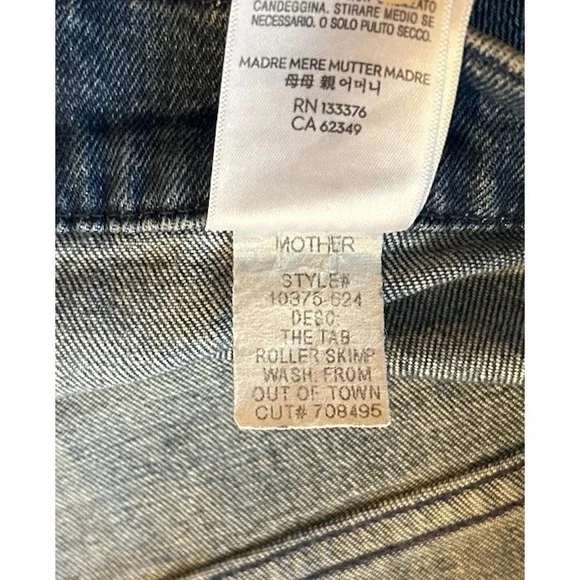 CANDEGGINA. STIRARE MEDIO SE
NECESSARIO. O SOLO PULITO SECCO.
MADRE MERE MUTTER MADRE
母母 親 어머니
RN 133376
CA 62349
MOTHER
STYLE#
10375-624
DESC:
THE TAB
ROLLER SKIMP
WASH: FROM
OUT OF TOWN
CUT# 708495